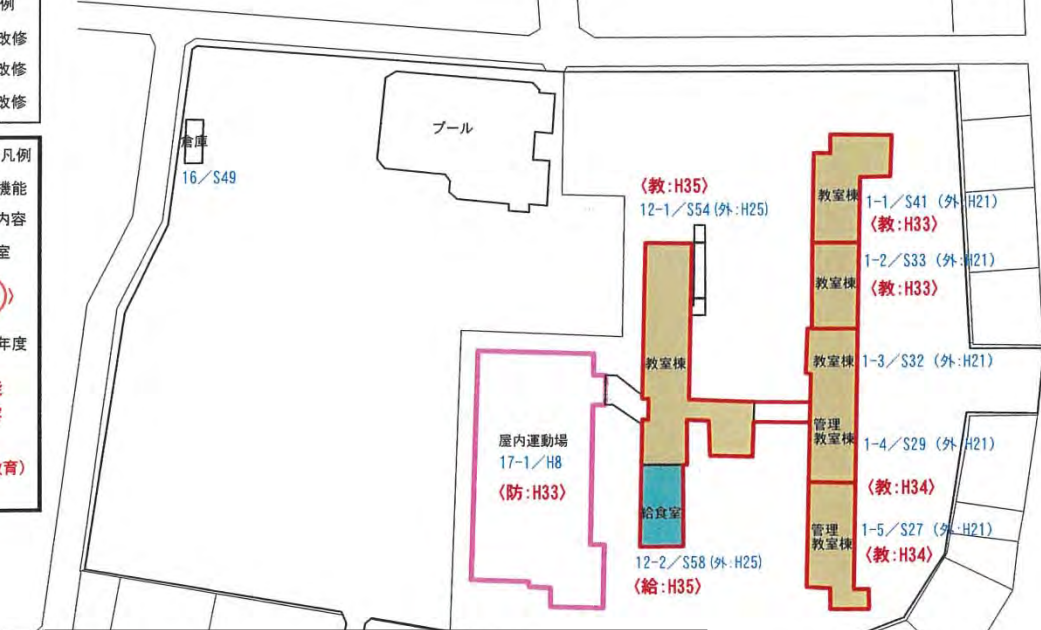 例
改修
改修
改修
凡例
機能
内容
室
年度
育）
倉庫
16／S49
プール
〈教:H35〉
12-1／S54（外:H25）
教室棟
1-1／S41（外:H21）
〈教:H33〉
1-2／S33（外:H21）
教室棟
〈教:H33〉
教室棟
教室棟
1-3／S32（外:H21）
管理
教室棟
1-4／S29（外:H21）
屋内運動場
17-1／H8
〈防:H33〉
〈教:H34〉
給食室
管理
教室棟
1-5／S27（外:H21）
〈教:H34〉
12-2／S58（外:H25）
〈給:H35〉